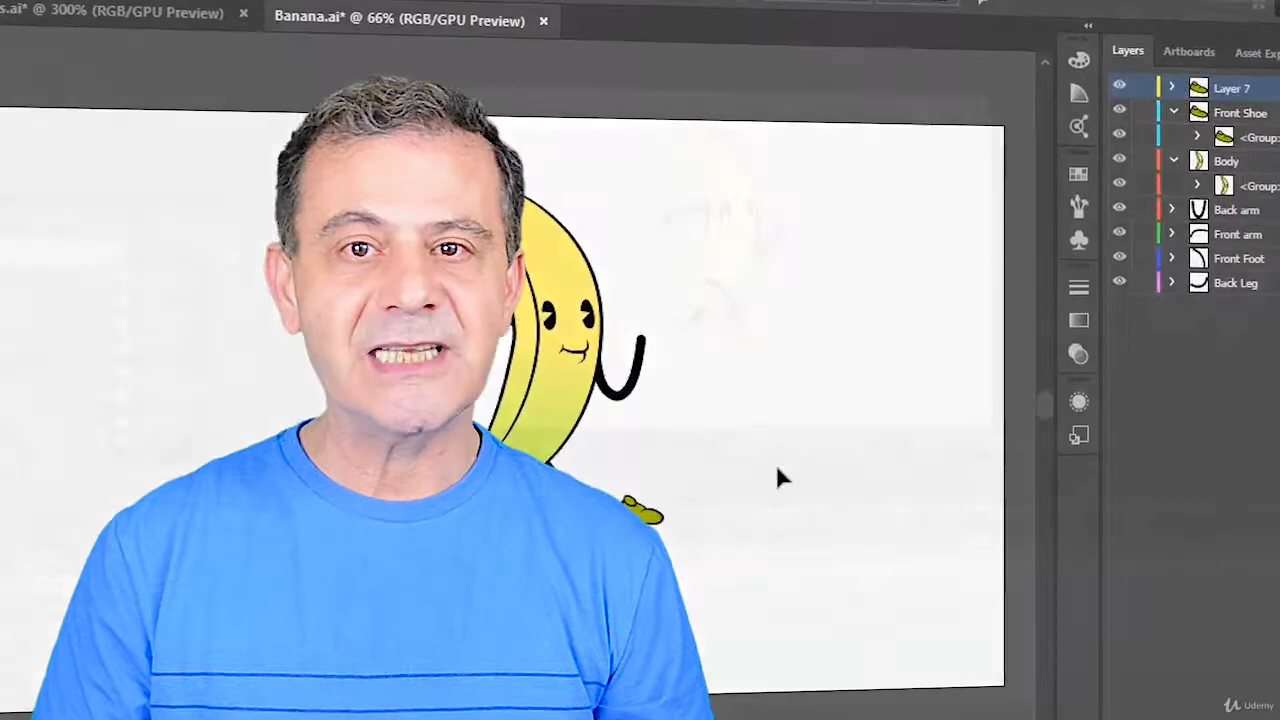 s.ai* @ 300% (RGB/GPU Preview) ×
Banana.ai* @ 66% (RGB/GPU Preview) ×
Layers Artboards Asset Exp
Layer 7
Front Shoe
<Group>
Body
<Group>
Back arm
Front arm
Front Foot
Back Leg
Udemy